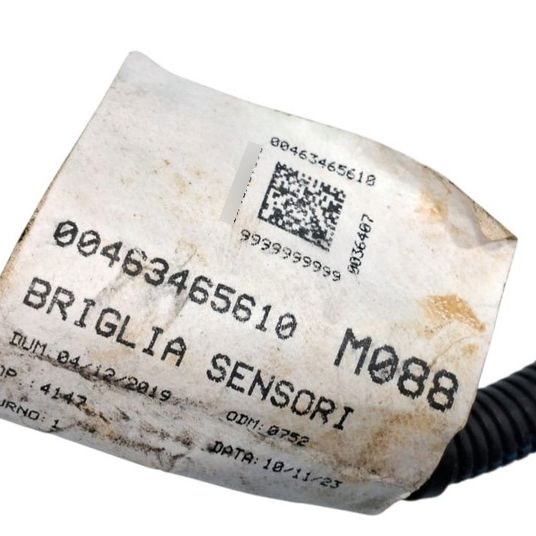 00463465610
0036407
9999999999
00463465610
BRIGLIA SENSORI M088
DUM.04/12/2019
OP.:4147 ODM:0752
URNO:1 DATA:10/11/23